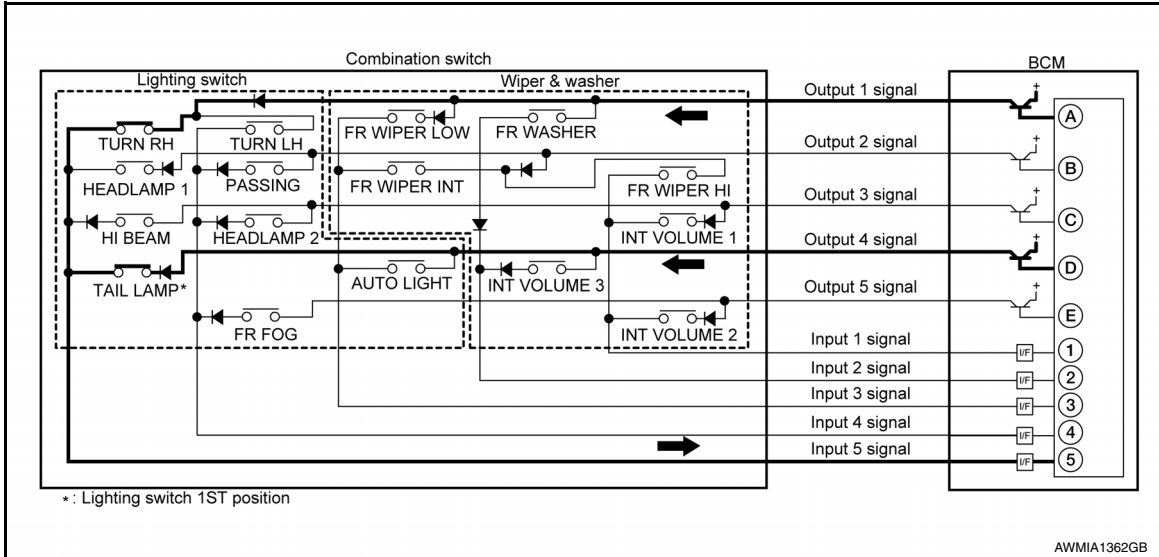 Combination switch
BCM
Lighting switch
Wiper & washer
Output 1 signal
+
A
TURN RH
TURN LH
FR WIPER LOW
FR WASHER
Output 2 signal
+
B
HEADLAMP 1
PASSING
FR WIPER INT
FR WIPER HI
Output 3 signal
+
C
HI BEAM
HEADLAMP 2
INT VOLUME 1
Output 4 signal
+
D
TAIL LAMP*
AUTO LIGHT
INT VOLUME 3
Output 5 signal
+
E
FR FOG
INT VOLUME 2
Input 1 signal
I/F
1
Input 2 signal
I/F
2
Input 3 signal
I/F
3
Input 4 signal
I/F
4
Input 5 signal
I/F
5
* : Lighting switch 1ST position
AWMIA1362GB